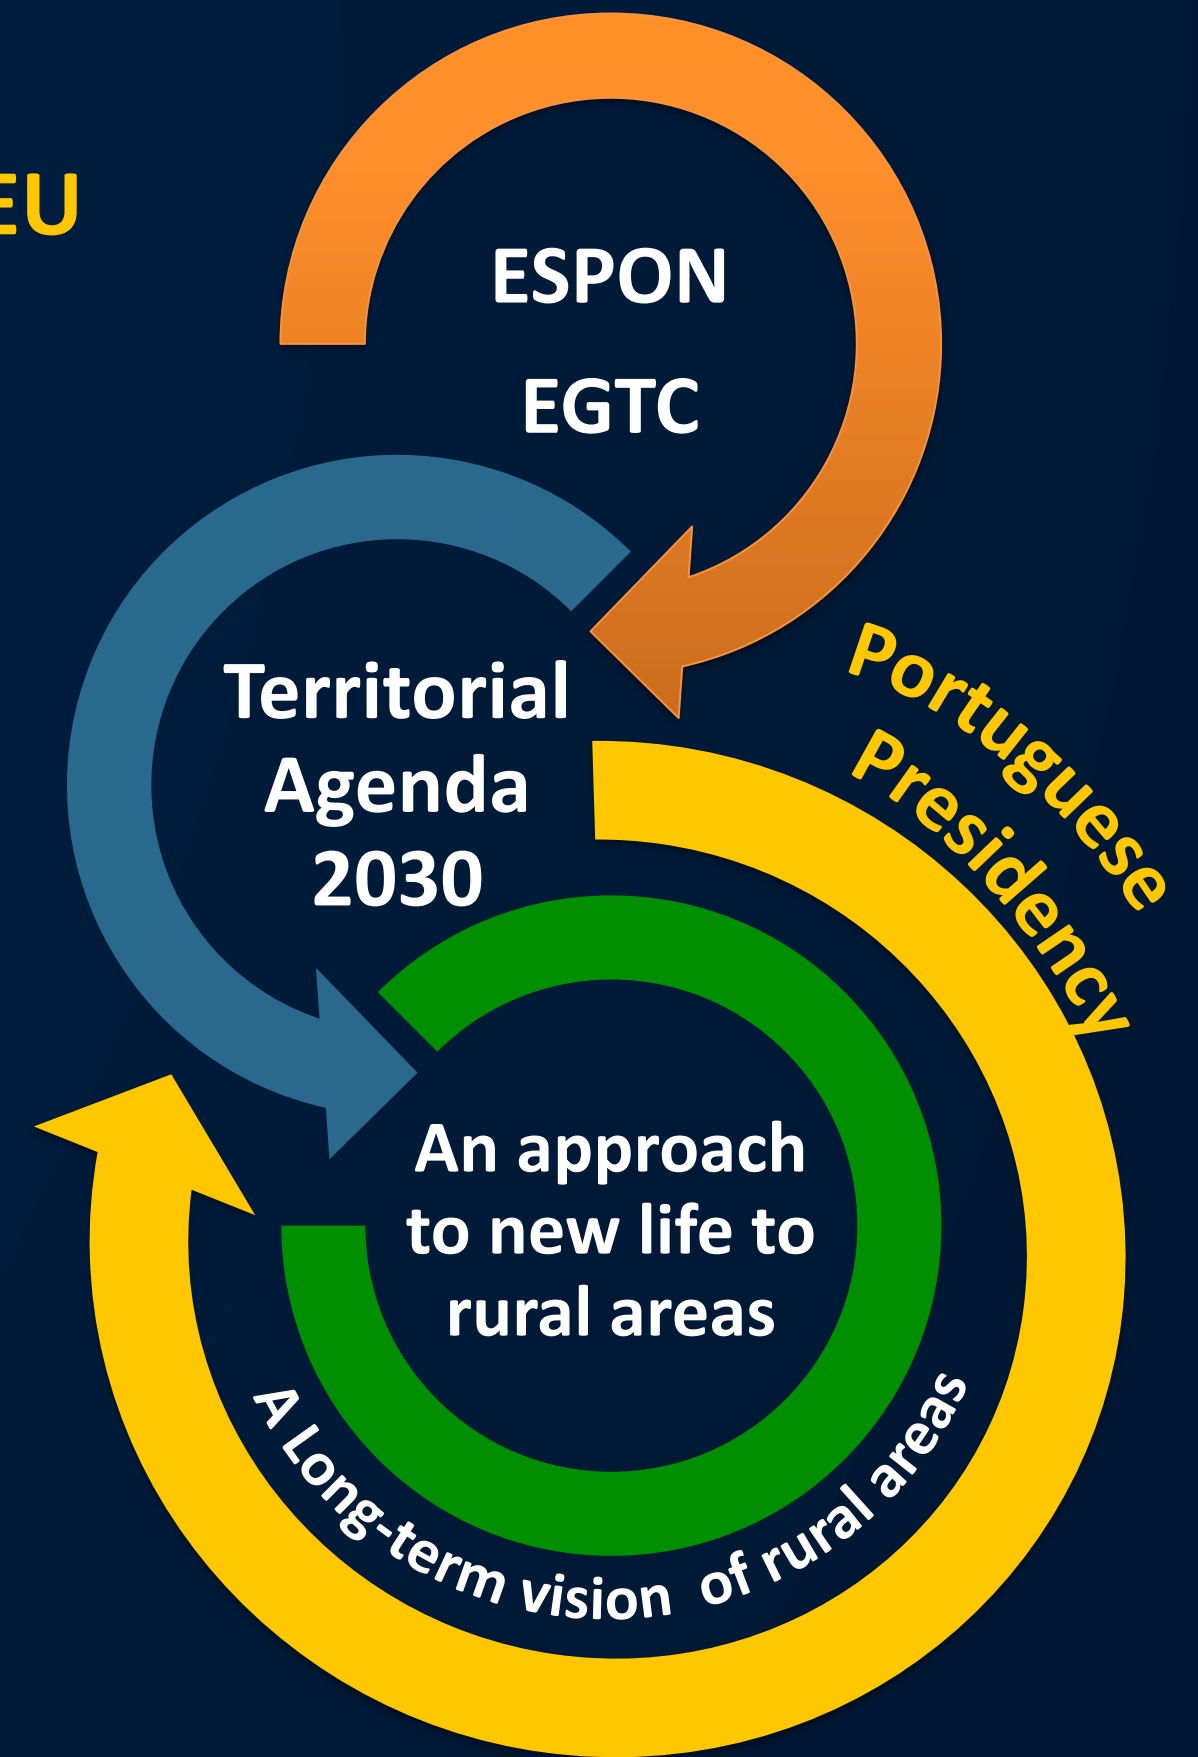 EU
ESPON
EGTC
Territorial
Agenda
2030
Portuguese
Presidency
An approach
to new life to
rural areas
A Long-term vision of rural areas